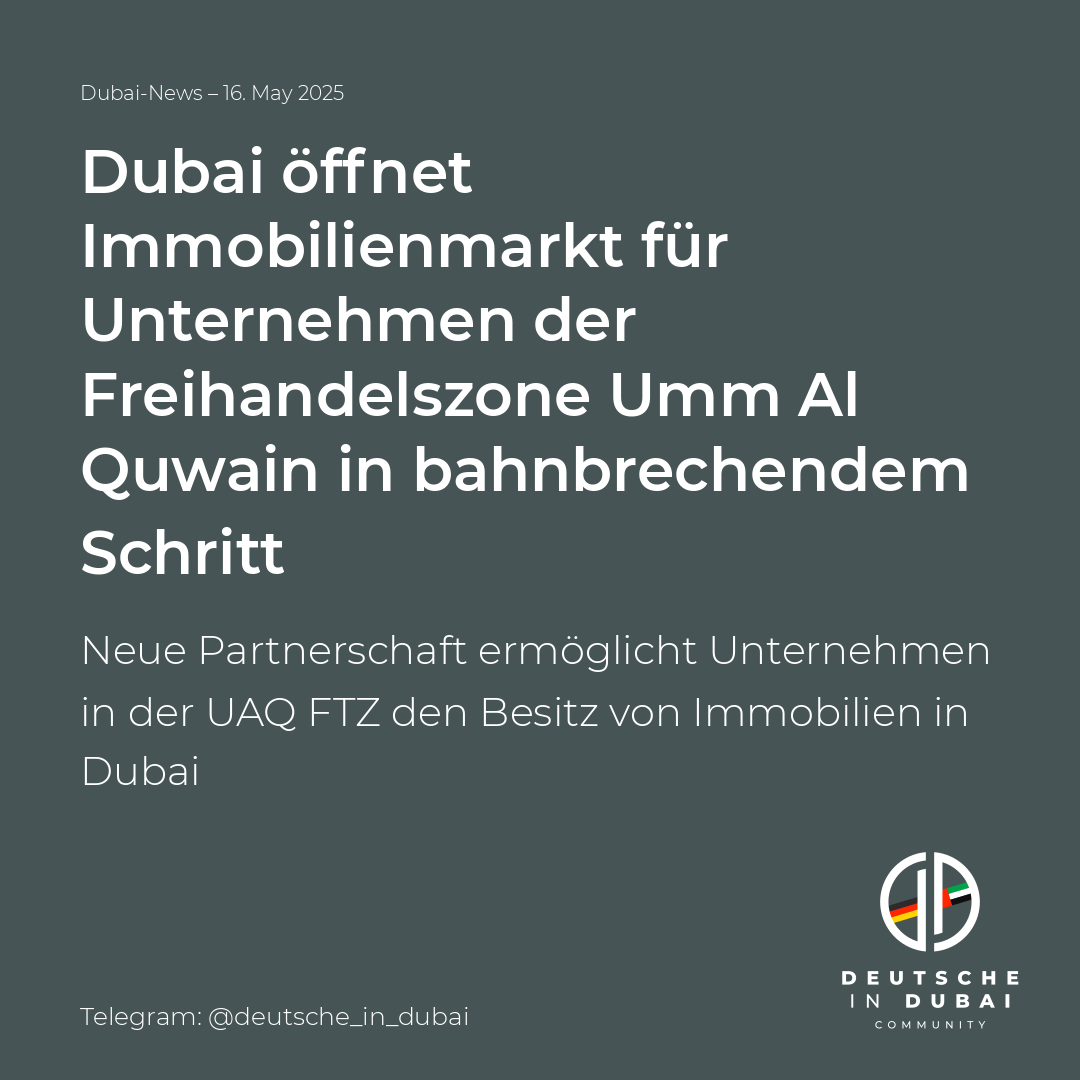 Dubai-News – 16. May 2025
Dubai öffnet
Immobilienmarkt für
Unternehmen der
Freihandelszone Umm Al
Quwain in bahnbrechendem
Schritt
Neue Partnerschaft ermöglicht Unternehmen
in der UAQ FTZ den Besitz von Immobilien in
Dubai
DEUTSCHE
IN DUBAI
COMMUNITY
Telegram: @deutsche_in_dubai